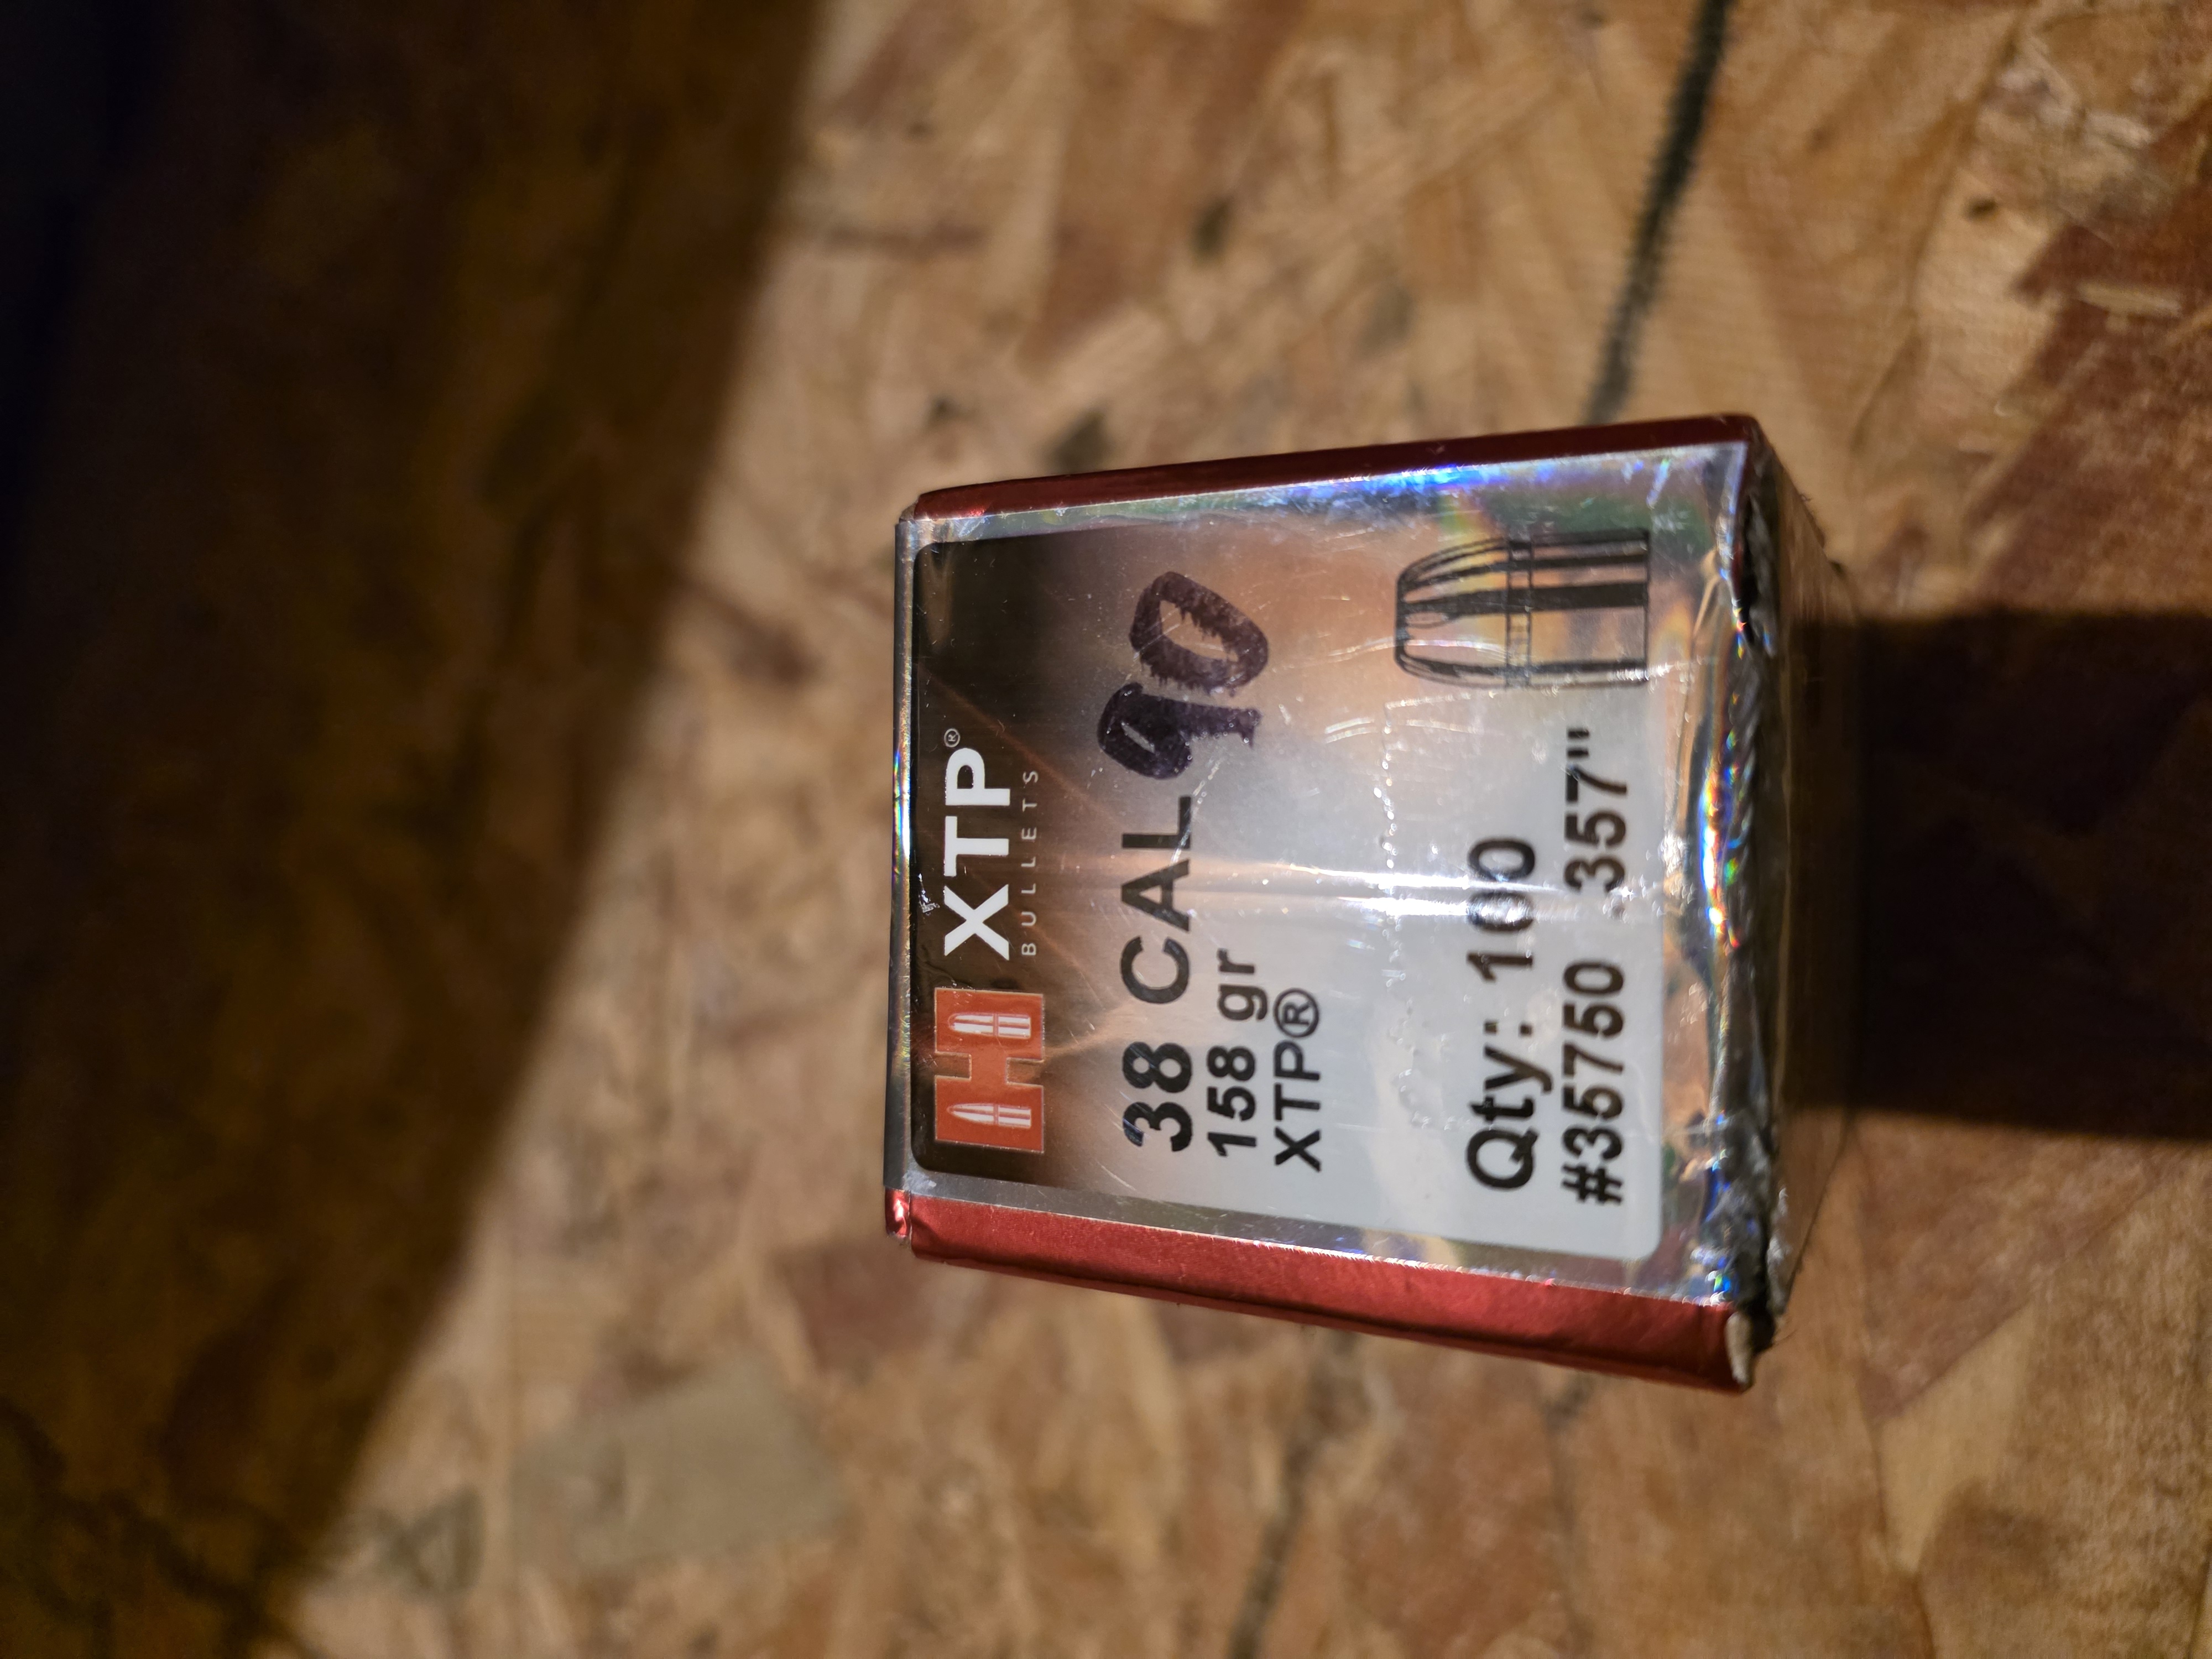 H XTP®
BULLETS
38 CAL 90
158 gr
XTP®
Qty: 100
#35750 .357"